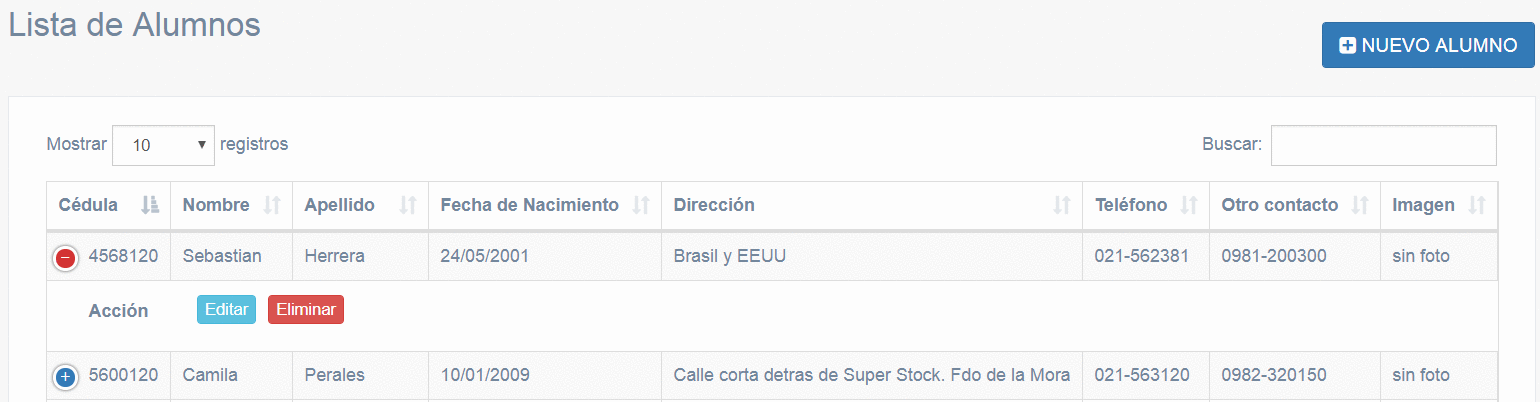 Lista de Alumnos
NUEVO ALUMNO
Mostrar 10 registros Buscar:
Cédula Nombre Apellido Fecha de Nacimiento Dirección Teléfono Otro contacto Imagen
4568120 Sebastian Herrera 24/05/2001 Brasil y EEUU 021-562381 0981-200300 sin foto
Acción Editar Eliminar
5600120 Camila Perales 10/01/2009 Calle corta detras de Super Stock. Fdo de la Mora 021-563120 0982-320150 sin foto